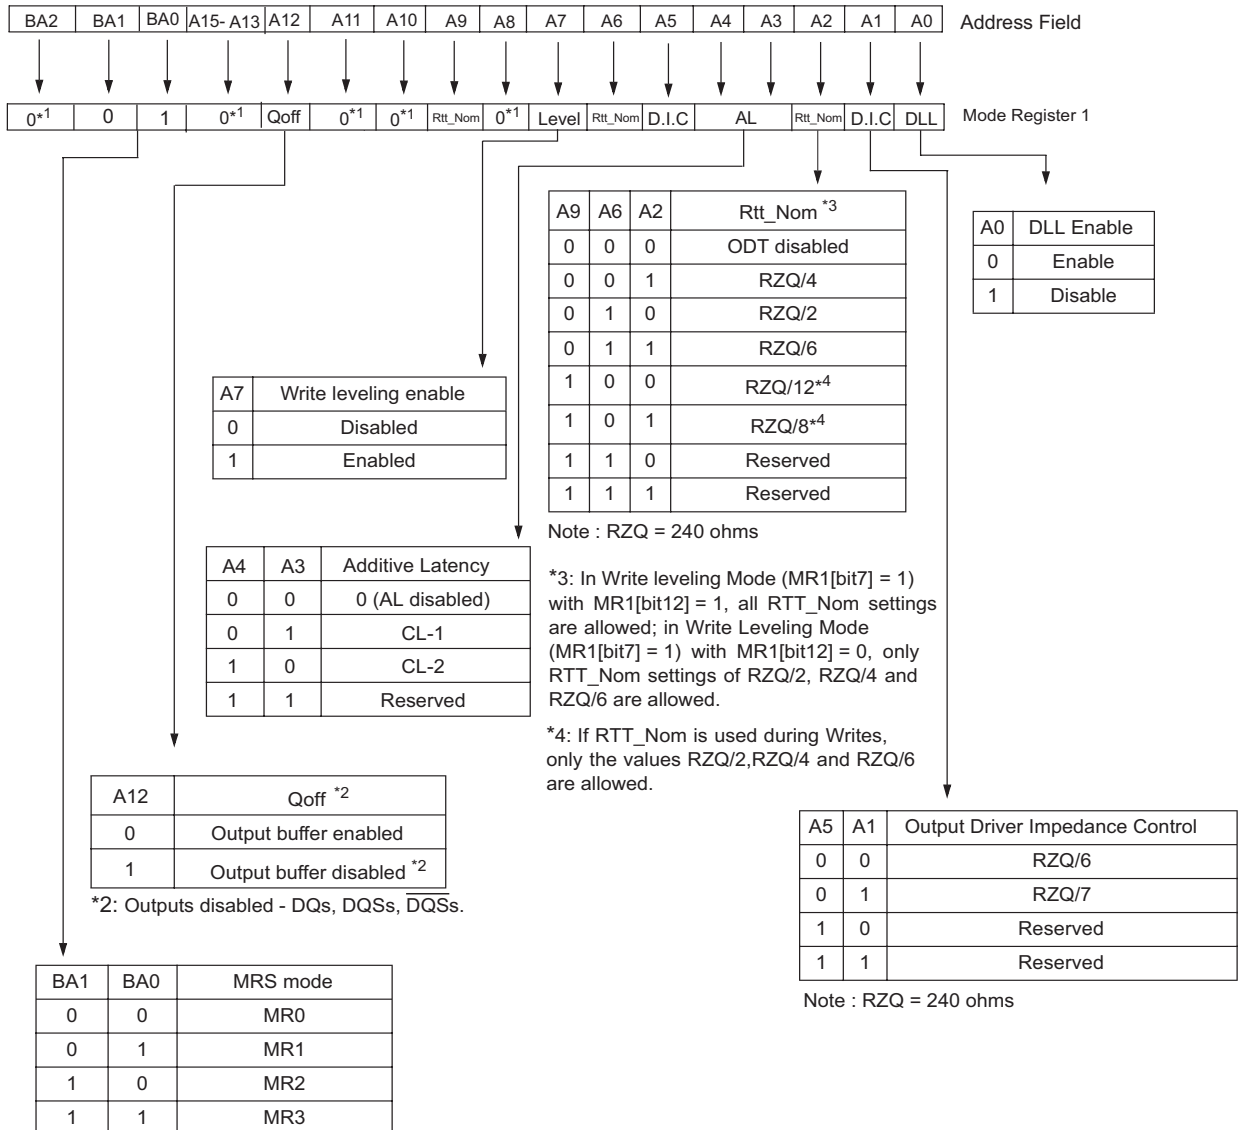 BA2 BA1 BA0 A15- A13 A12 A11 A10 A9 A8 A7 A6 A5 A4 A3 A2 A1 A0 Address Field
0*1 0 1 0*1 Qoff 0*1 0*1 Rtt_Nom 0*1 Level Rtt_Nom D.I.C AL Rtt_Nom D.I.C DLL Mode Register 1
A9 A6 A2 Rtt_Nom *3
0 0 0 ODT disabled
0 0 1 RZQ/4
0 1 0 RZQ/2
0 1 1 RZQ/6
1 0 0 RZQ/12*4
1 0 1 RZQ/8*4
1 1 0 Reserved
1 1 1 Reserved
Note : RZQ = 240 ohms
*3: In Write leveling Mode (MR1[bit7] = 1)
with MR1[bit12] = 1, all RTT_Nom settings
are allowed; in Write Leveling Mode
(MR1[bit7] = 1) with MR1[bit12] = 0, only
RTT_Nom settings of RZQ/2, RZQ/4 and
RZQ/6 are allowed.
*4: If RTT_Nom is used during Writes,
only the values RZQ/2,RZQ/4 and RZQ/6
are allowed.
A0 DLL Enable
0 Enable
1 Disable
A7 Write leveling enable
0 Disabled
1 Enabled
A4 A3 Additive Latency
0 0 0 (AL disabled)
0 1 CL-1
1 0 CL-2
1 1 Reserved
A12 Qoff *2
0 Output buffer enabled
1 Output buffer disabled *2
*2: Outputs disabled - DQs, DQSs, DQSs.
A5 A1 Output Driver Impedance Control
0 0 RZQ/6
0 1 RZQ/7
1 0 Reserved
1 1 Reserved
Note : RZQ = 240 ohms
BA1 BA0 MRS mode
0 0 MR0
0 1 MR1
1 0 MR2
1 1 MR3